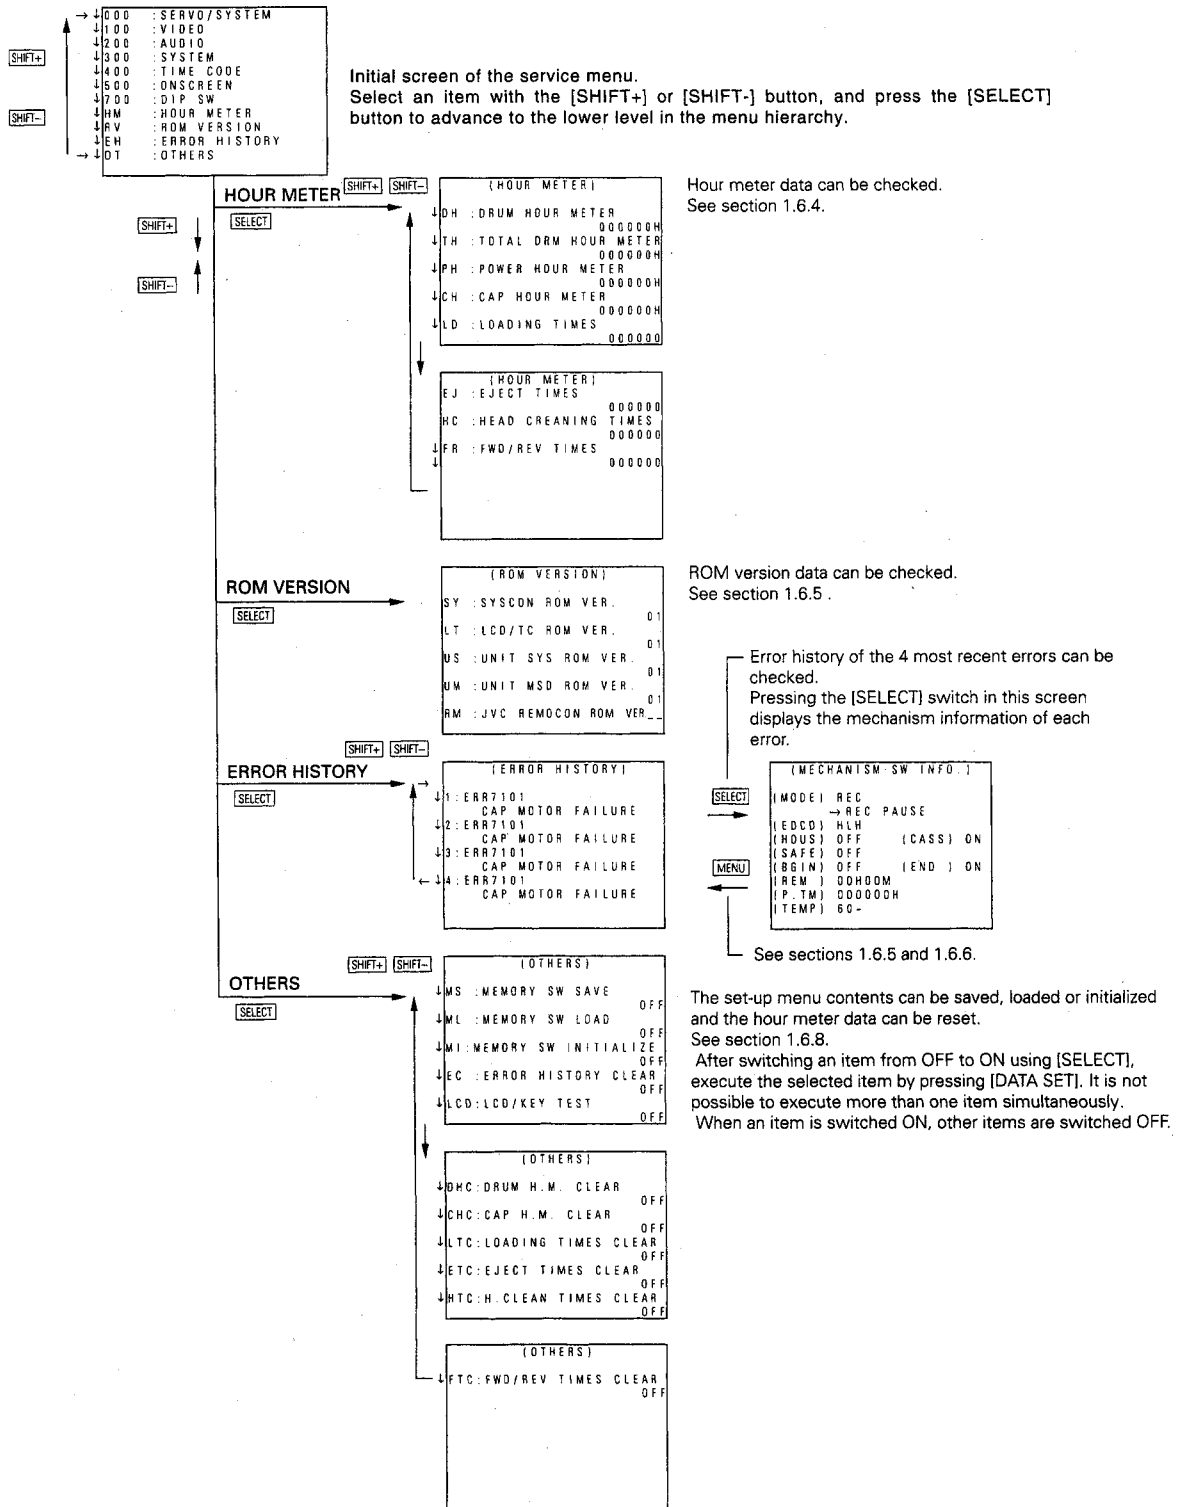 →↓000 :SERVO/SYSTEM
↓100 :VIDEO
↓200 :AUDIO
↓300 :SYSTEM
↓400 :TIME CODE
↓500 :ONSCREEN
↓700 :DIP SW
↓HM :HOUR METER
↓RV :ROM VERSION
↓EH :ERROR HISTORY
→↓OT :OTHERS
SHIFT+
SHIFT-
Initial screen of the service menu.
Select an item with the [SHIFT+] or [SHIFT-] button, and press the [SELECT]
button to advance to the lower level in the menu hierarchy.
SHIFT+
SHIFT-
HOUR METER
SELECT
SHIFT+ SHIFT-
(HOUR METER)
↓DH :DRUM HOUR METER
000000H
↓TH :TOTAL DRM HOUR METER
000000H
↓PH :POWER HOUR METER
000000H
↓CH :CAP HOUR METER
000000H
↓LD :LOADING TIMES
000000
Hour meter data can be checked.
See section 1.6.4.
(HOUR METER)
EJ :EJECT TIMES
000000
HC :HEAD CREANING TIMES
000000
↓FR :FWD/REV TIMES
↓ 000000
ROM VERSION
SELECT
(ROM VERSION)
SY :SYSCON ROM VER.
01
LT :LCD/TC ROM VER.
01
US :UNIT SYS ROM VER.
01
UM :UNIT MSD ROM VER.
01
RM :JVC REMOCON ROM VER__
ROM version data can be checked.
See section 1.6.5 .
Error history of the 4 most recent errors can be
checked.
Pressing the [SELECT] switch in this screen
displays the mechanism information of each
error.
ERROR HISTORY
SELECT
SHIFT+ SHIFT-
(ERROR HISTORY)
↓1:ERR7101
CAP MOTOR FAILURE
↓2:ERR7101
CAP MOTOR FAILURE
↓3:ERR7101
CAP MOTOR FAILURE
←↓4:ERR7101
CAP MOTOR FAILURE
SELECT
MENU
(MECHANISM SW INFO.)
(MODE) REC
→REC PAUSE
(EDCD) HLH
(HOUS) OFF (CASS) ON
(SAFE) OFF
(BGIN) OFF (END ) ON
(REM ) 00H00M
(P.TM) 000000H
(TEMP) 60-
See sections 1.6.5 and 1.6.6.
OTHERS
SELECT
SHIFT+ SHIFT-
(OTHERS)
↓MS :MEMORY SW SAVE
OFF
↓ML :MEMORY SW LOAD
OFF
↓MI:MEMORY SW INITIALIZE
OFF
↓EC :ERROR HISTORY CLEAR
OFF
↓LCD:LCD/KEY TEST
OFF
The set-up menu contents can be saved, loaded or initialized
and the hour meter data can be reset.
See section 1.6.8.
After switching an item from OFF to ON using [SELECT],
execute the selected item by pressing [DATA SET]. It is not
possible to execute more than one item simultaneously.
When an item is switched ON, other items are switched OFF.
(OTHERS)
↓DHC:DRUM H.M. CLEAR
OFF
↓CHC:CAP H.M. CLEAR
OFF
↓LTC:LOADING TIMES CLEAR
OFF
↓ETC:EJECT TIMES CLEAR
OFF
↓HTC:H.CLEAN TIMES CLEAR
OFF
(OTHERS)
↓FTC:FWD/REV TIMES CLEAR
OFF